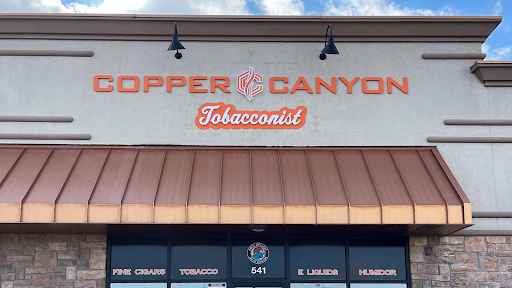 COPPER CANYON
Tobacconist
541
FINE CIGARS TOBACCO E LIQUIDS HUMIDOR